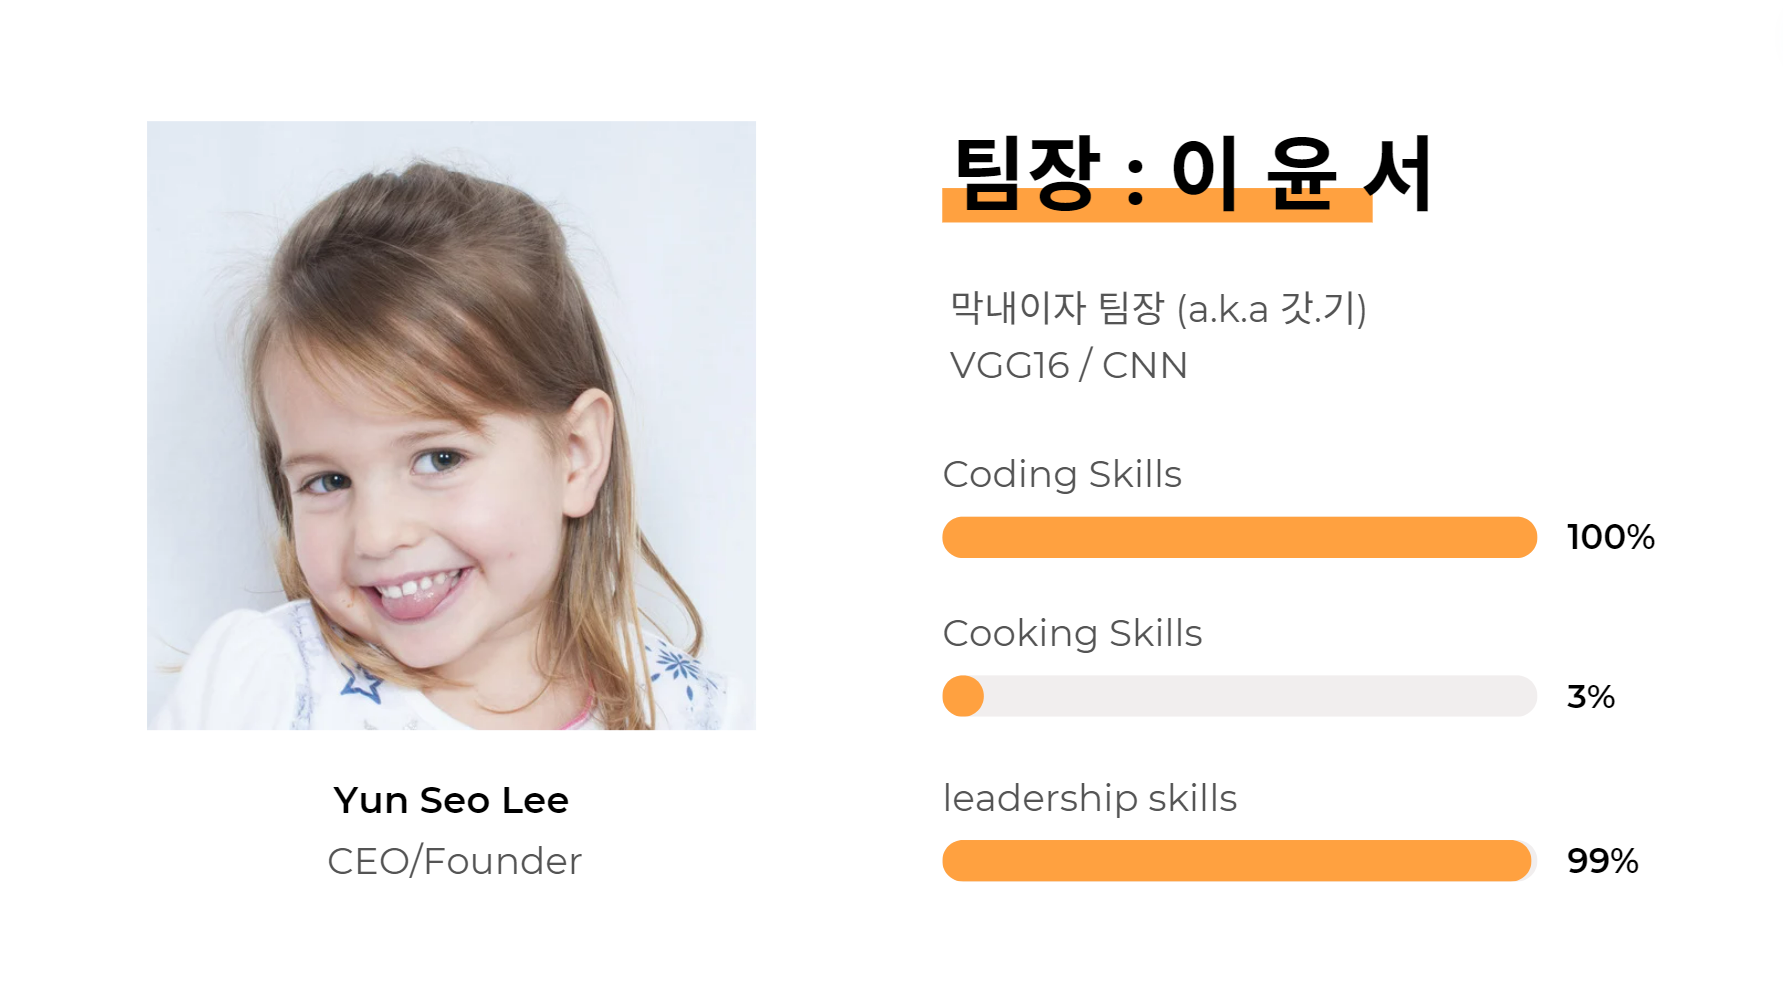 팀장 : 이 윤 서
막내이자 팀장 (a.k.a 갓.기)
VGG16 / CNN
Coding Skills
100%
Cooking Skills
3%
leadership skills
99%
Yun Seo Lee
CEO/Founder